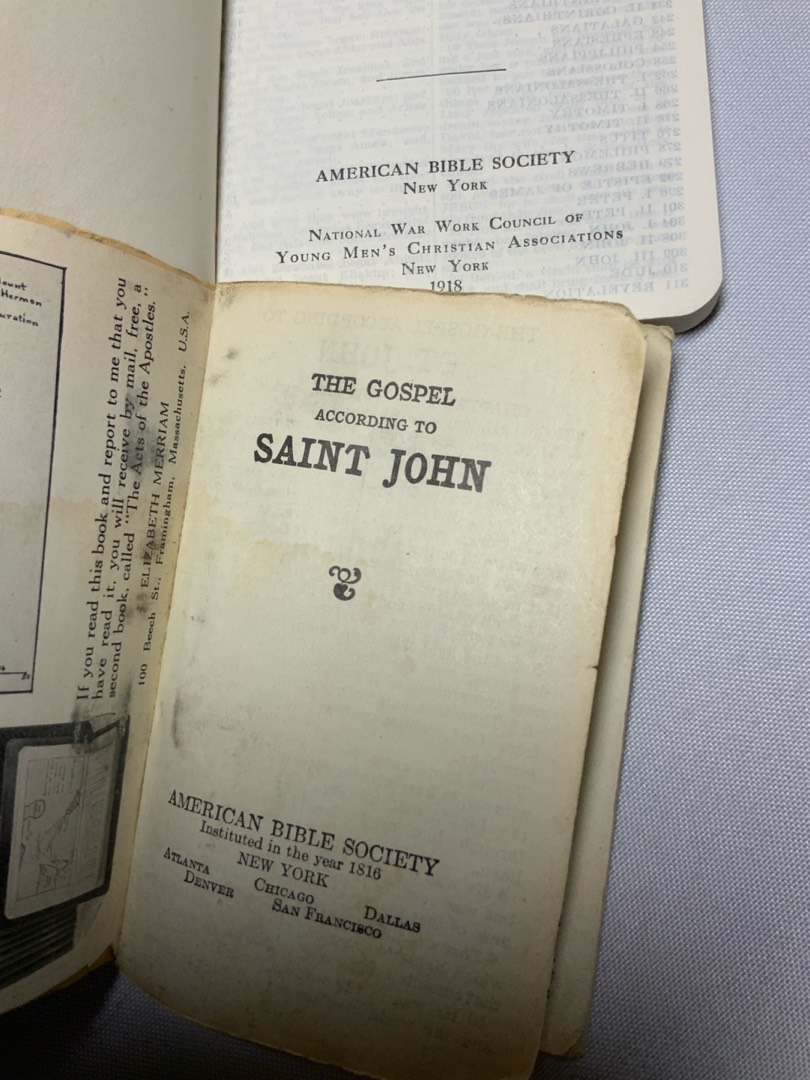 AMERICAN BIBLE SOCIETY
NEW YORK
NATIONAL WAR WORK COUNCIL OF
YOUNG MEN'S CHRISTIAN ASSOCIATIONS
NEW YORK
1918
Hermon
If you read this book and report to me that you
have read it, you will receive by mail, free, a
second book, called "The Acts of the Apostles."
ELIZABETH MERRIAM
100 Beech St., Framingham, Massachusetts. U.S.A.
THE GOSPEL
ACCORDING TO
SAINT JOHN
AMERICAN BIBLE SOCIETY
Instituted in the year 1816
NEW YORK
ATLANTA CHICAGO DALLAS
DENVER SAN FRANCISCO